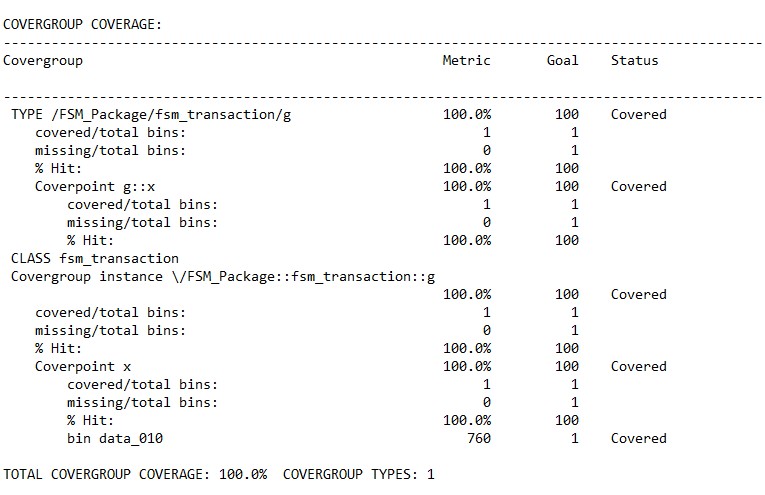 COVERGROUP COVERAGE:
-----------------------------------------------------------------------------------------------
Covergroup                                             Metric       Goal    Status

-----------------------------------------------------------------------------------------------
 TYPE /FSM_Package/fsm_transaction/g                   100.0%        100    Covered
    covered/total bins:                                     1          1
    missing/total bins:                                     0          1
    % Hit:                                             100.0%        100
    Coverpoint g::x                                    100.0%        100    Covered
        covered/total bins:                                 1          1
        missing/total bins:                                 0          1
        % Hit:                                         100.0%        100
 CLASS fsm_transaction
 Covergroup instance \/FSM_Package::fsm_transaction::g
                                                       100.0%        100    Covered
    covered/total bins:                                     1          1
    missing/total bins:                                     0          1
    % Hit:                                             100.0%        100
    Coverpoint x                                       100.0%        100    Covered
        covered/total bins:                                 1          1
        missing/total bins:                                 0          1
        % Hit:                                         100.0%        100
        bin data_010                                      760          1    Covered

TOTAL COVERGROUP COVERAGE: 100.0%  COVERGROUP TYPES: 1